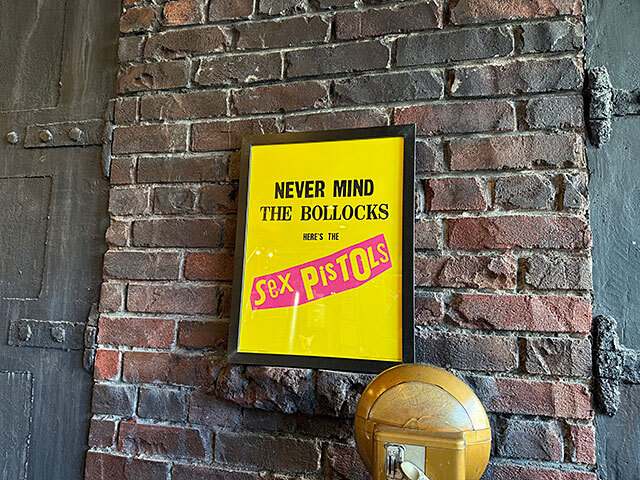 NEVER MIND
THE BOLLOCKS
HERE'S THE
Sex PisTOLs